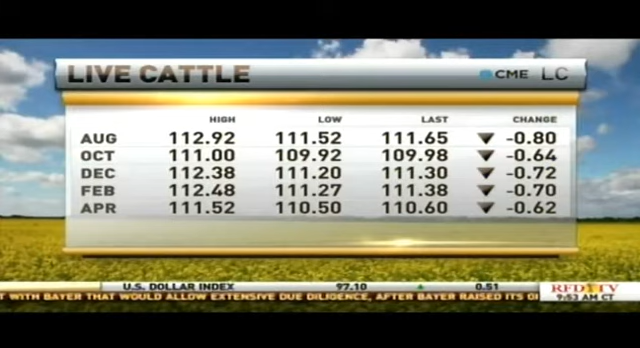 LIVE CATTLE CME LC
HIGH LOW LAST CHANGE
AUG 112.92 111.52 111.65 ▼ -0.80
OCT 111.00 109.92 109.98 ▼ -0.64
DEC 112.38 111.20 111.30 ▼ -0.72
FEB 112.48 111.27 111.38 ▼ -0.70
APR 111.52 110.50 110.60 ▼ -0.62
U.S. DOLLAR INDEX 97.10 ▲ 0.51
RFD TV
T WITH BAYER THAT WOULD ALLOW EXTENSIVE DUE DILIGENCE, AFTER BAYER RAISED ITS
9:53 AM CT